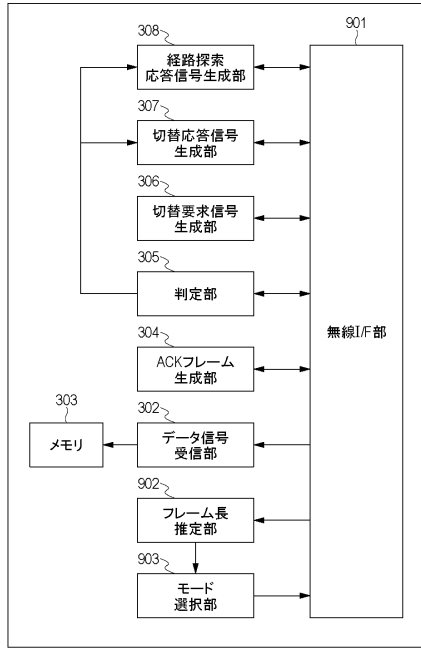 308
経路探索
応答信号生成部
901
307
切替応答信号
生成部
306
切替要求信号
生成部
305
判定部
無線I/F部
304
ACKフレーム
生成部
303
メモリ
302
データ信号
受信部
902
フレーム長
推定部
903
モード
選択部